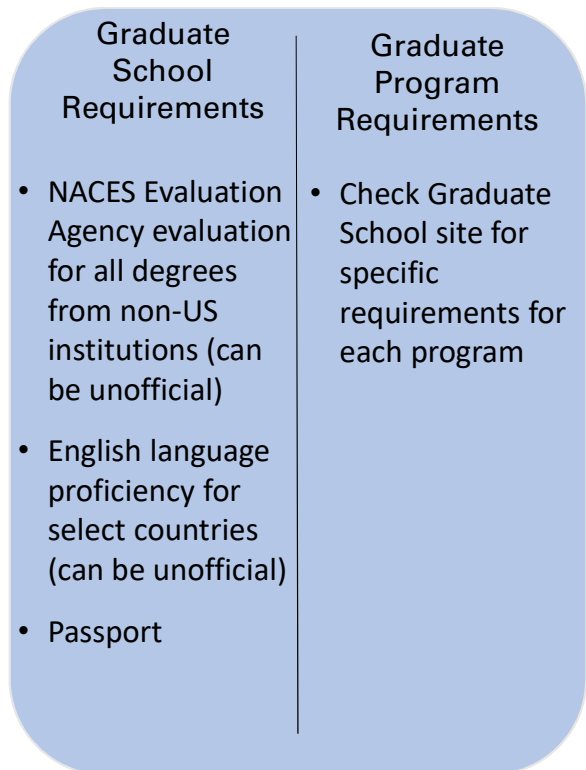 Graduate
School
Requirements
• NACES Evaluation
Agency evaluation
for all degrees
from non-US
institutions (can
be unofficial)
• English language
proficiency for
select countries
(can be unofficial)
• Passport
Graduate
Program
Requirements
• Check Graduate
School site for
specific
requirements for
each program